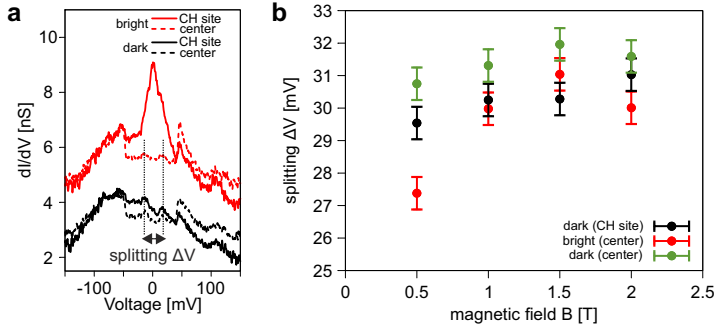 a
bright CH site
center
dark CH site
center
10
8
6
4
2
dI/dV [nS]
splitting ΔV
-100 0 100
Voltage [mV]
b
33
32
31
30
29
28
27
26
25
splitting ΔV [mV]
dark (CH site)
bright (center)
dark (center)
0 0.5 1 1.5 2 2.5
magnetic field B [T]